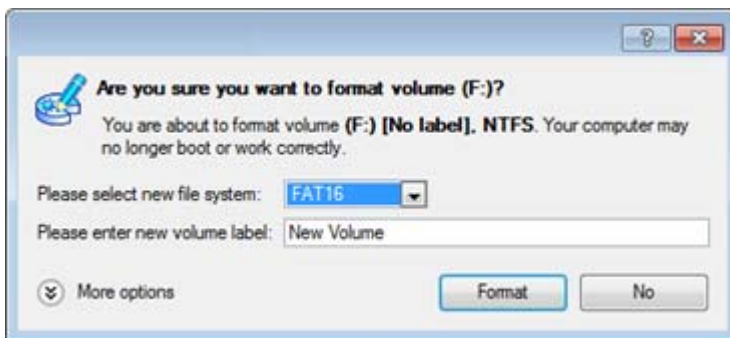 Are you sure you want to format volume (F:)?
You are about to format volume (F:) [No label], NTFS. Your computer may
no longer boot or work correctly.
Please select new file system: FAT16
Please enter new volume label: New Volume
More options Format No